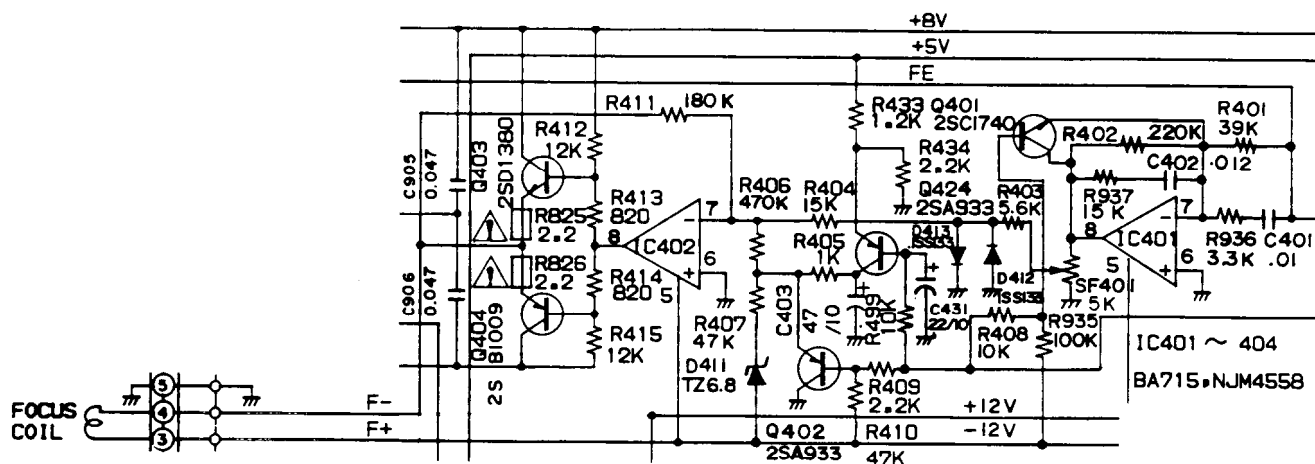 +8V
+5V
FE
R411
180K
R433
1.2K
Q401
2SC1740
R401
39K
R402
220K
R412
12K
R434
2.2K
C402
.012
C905
0.047
Q403
2SD1380
R406
470K
R404
15K
Q424
2SA933
R403
5.6K
R937
15K
R413
820
R825
2.2
8
7
IC402
6
5
R405
1K
D413
1SS133
8
7
IC401
6
5
R936
3.3K
C401
.01
C906
0.047
R826
2.2
R414
820
C403
47
/10
R499
10K
C431
22/10
D412
1SS133
SF401
5K
R407
47K
R408
10K
R935
100K
Q404
2S B1009
R415
12K
D411
TZ6.8
R409
2.2K
IC401 ~ 404
BA715,NJM4558
FOCUS
COIL
5
4
3
F-
F+
+12V
-12V
Q402
2SA933
R410
47K